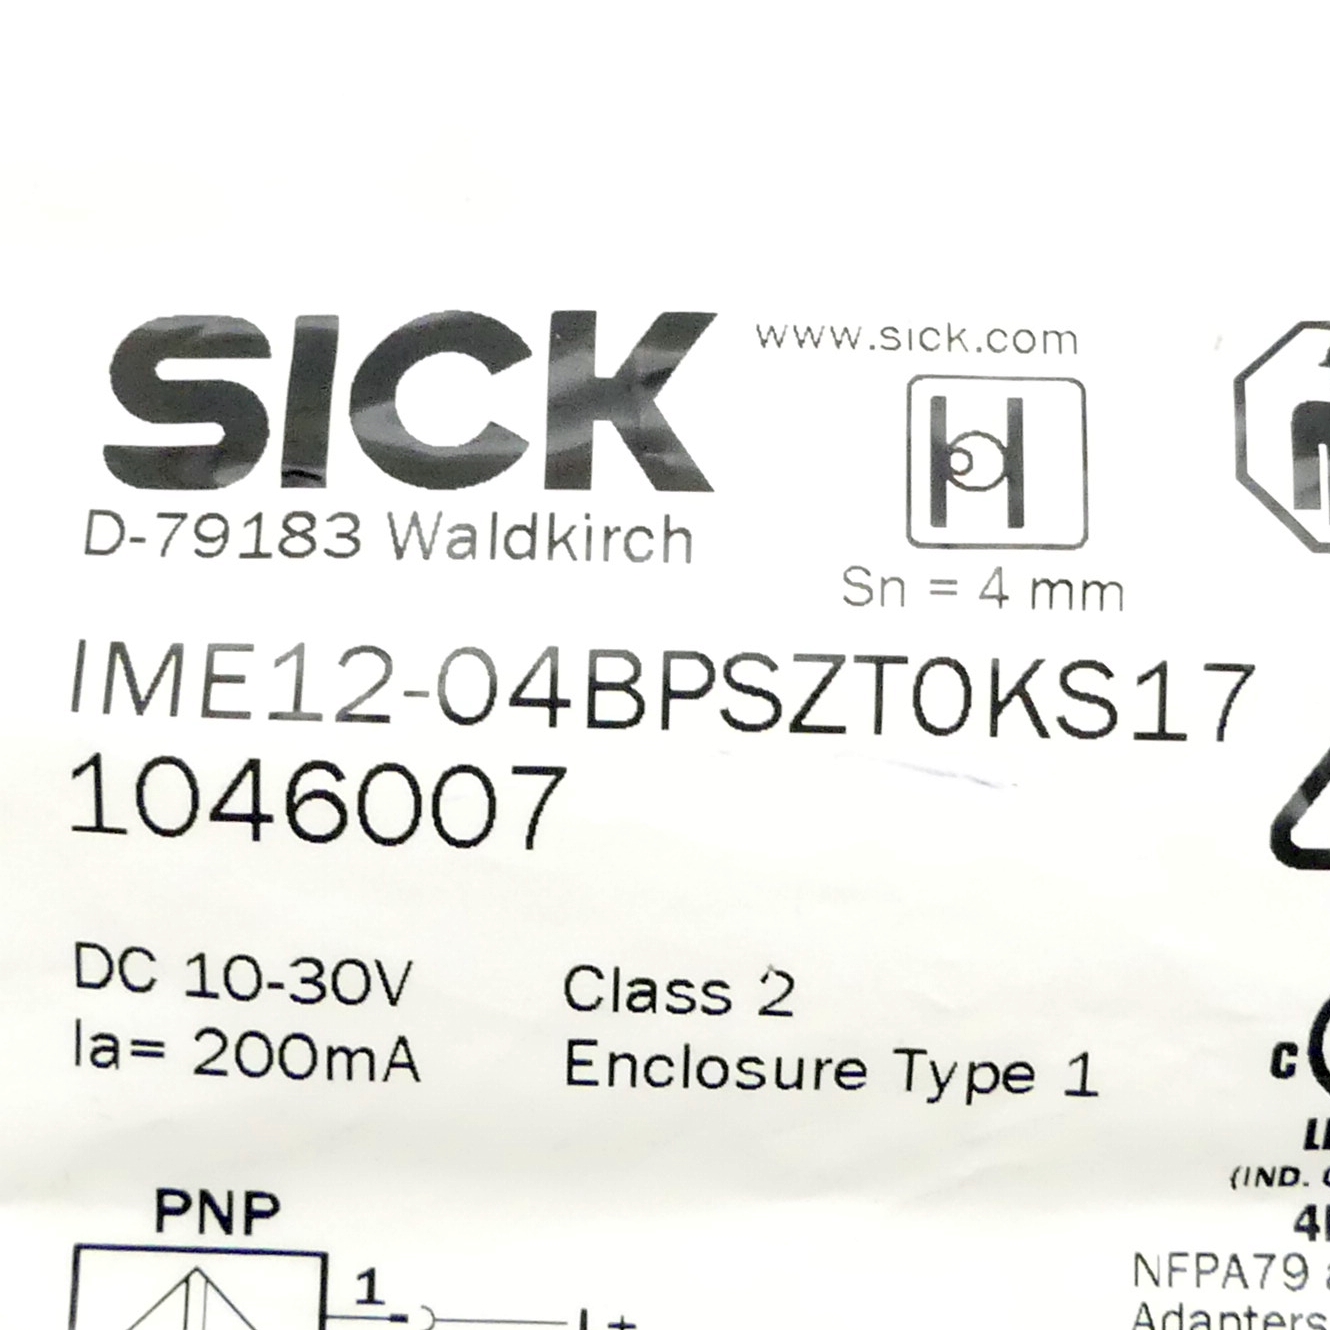 SICK
www.sick.com
D-79183 Waldkirch
Sn = 4 mm
IME12-04BPSZT0KS17
1046007
DC 10-30V
Class 2
Ia= 200mA
Enclosure Type 1
c
(IND.
PNP
1
NFPA79
L+
Adapters